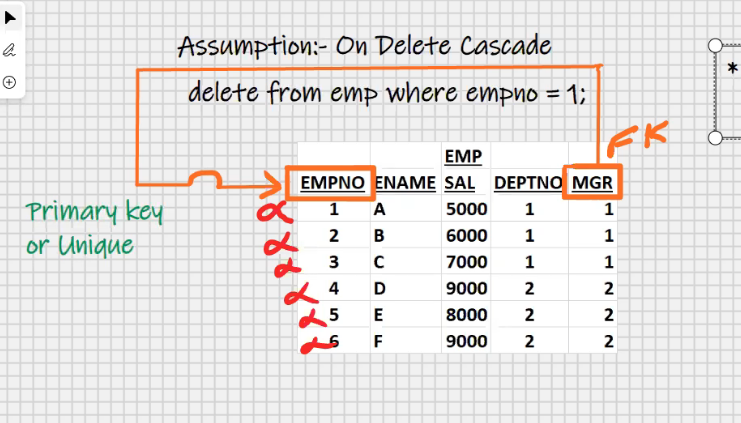 Assumption:- On Delete Cascade
*
delete from emp where empno = 1;
FK
EMP
EMPNO ENAME SAL DEPTNO MGR
Primary key
or Unique
1 A 5000 1 1
2 B 6000 1 1
3 C 7000 1 1
4 D 9000 2 2
5 E 8000 2 2
6 F 9000 2 2